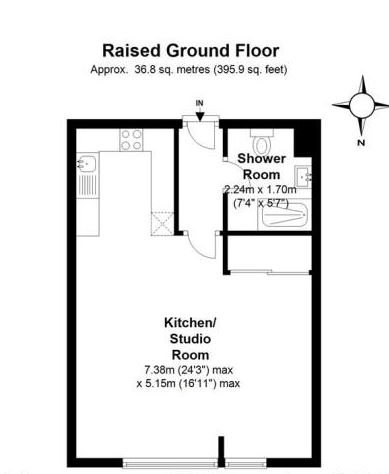 Raised Ground Floor
Approx. 36.8 sq. metres (395.9 sq. feet)
IN
N
Shower
Room
2.24m x 1.70m
(7'4" x 5'7")
Kitchen/
Studio
Room
7.38m (24'3") max
x 5.15m (16'11") max